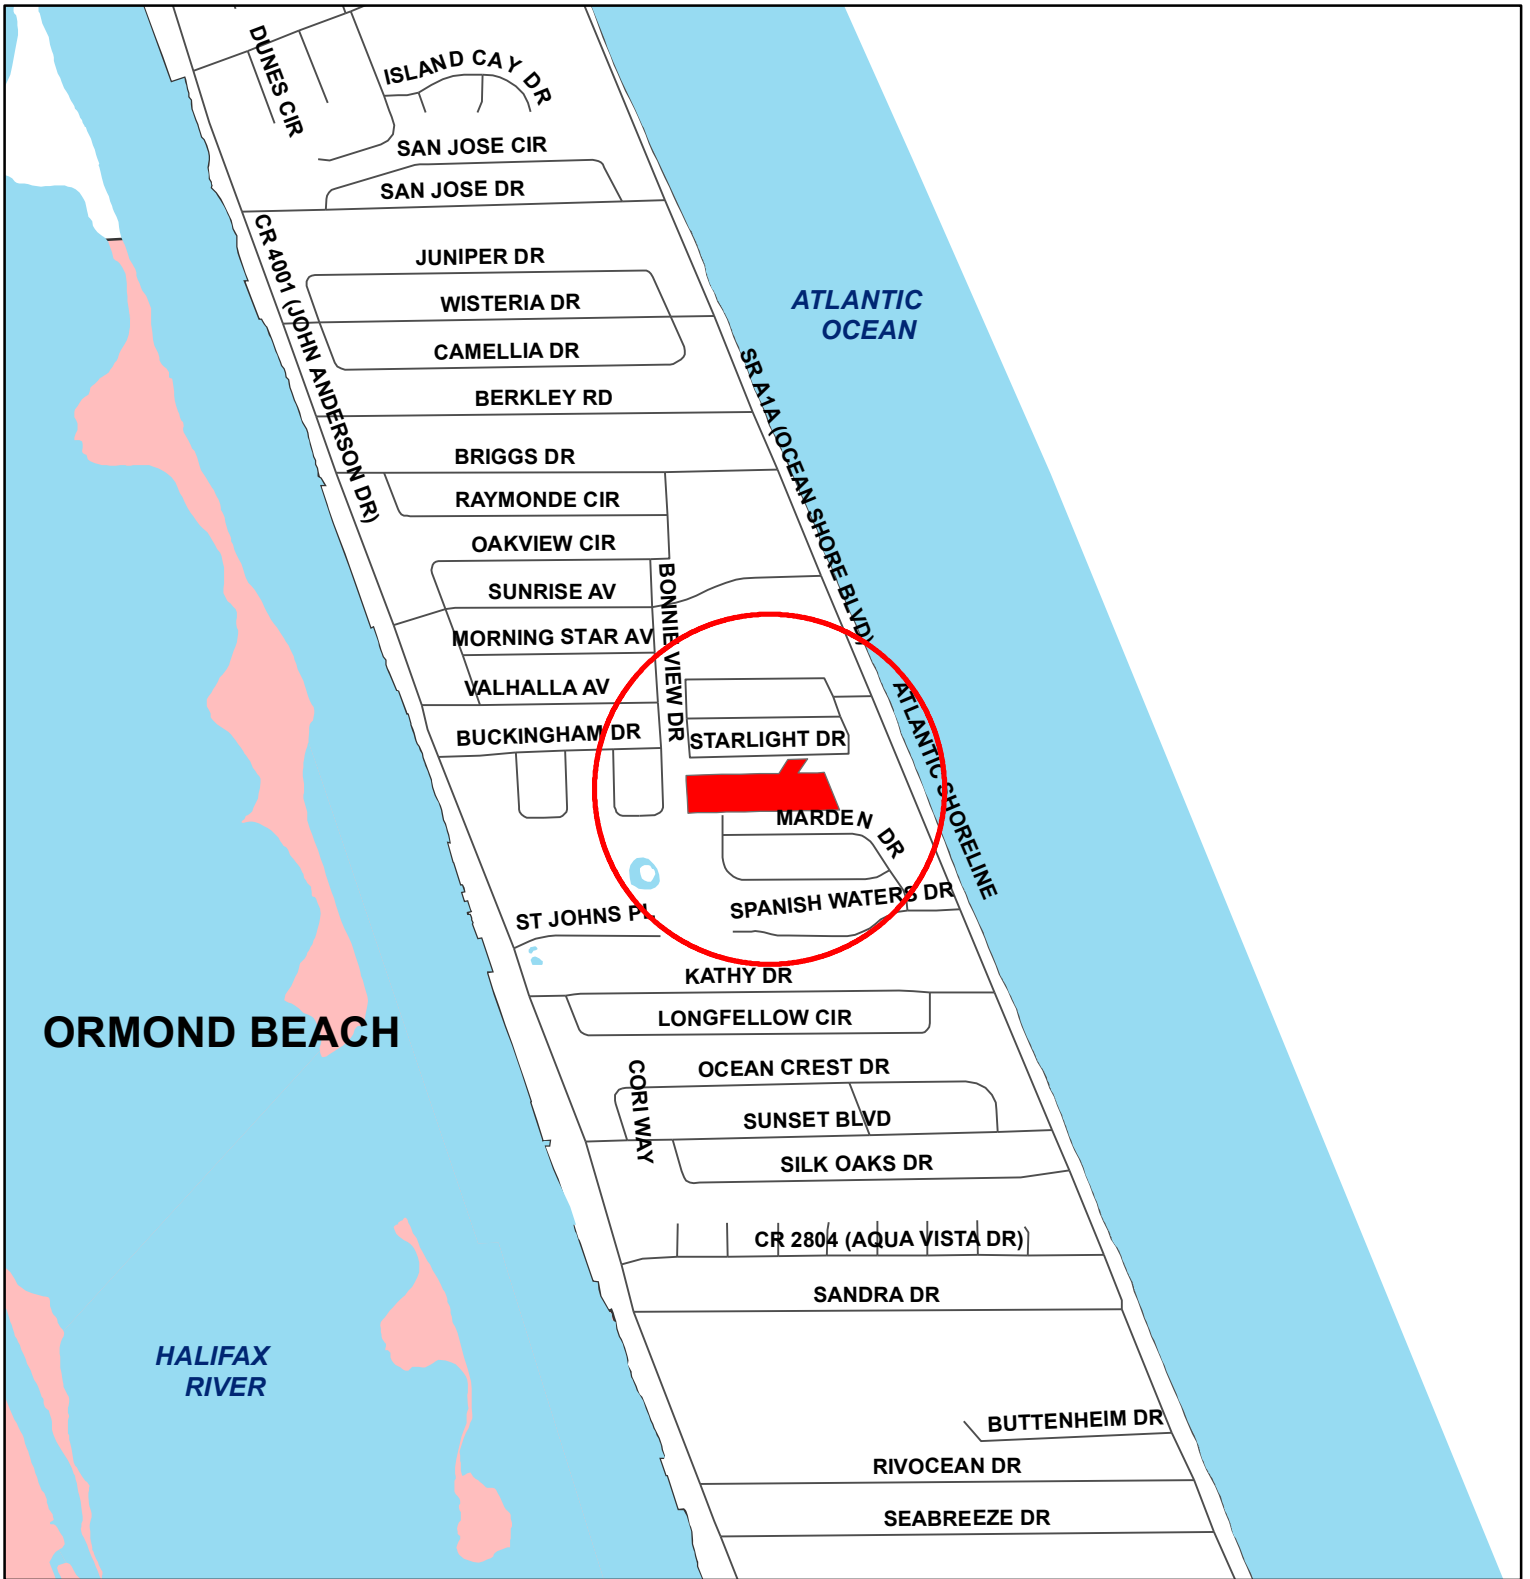 DUNES CIR
ISLAND CAY DR
SAN JOSE CIR
SAN JOSE DR
CR 4001 (JOHN ANDERSON DR)
JUNIPER DR
WISTERIA DR
CAMELLIA DR
ATLANTIC
OCEAN
SR A1A (OCEAN SHORE BLVD)
BERKLEY RD
BRIGGS DR
RAYMONDE CIR
OAKVIEW CIR
BONNIE VIEW DR
SUNRISE AV
MORNING STAR AV
VALHALLA AV
ATLANTIC SHORELINE
BUCKINGHAM DR
STARLIGHT DR
MARDEN DR
SPANISH WATERS DR
ST JOHNS PL
KATHY DR
LONGFELLOW CIR
ORMOND BEACH
CORI WAY
OCEAN CREST DR
SUNSET BLVD
SILK OAKS DR
CR 2804 (AQUA VISTA DR)
SANDRA DR
HALIFAX
RIVER
BUTTENHEIM DR
RIVOCEAN DR
SEABREEZE DR